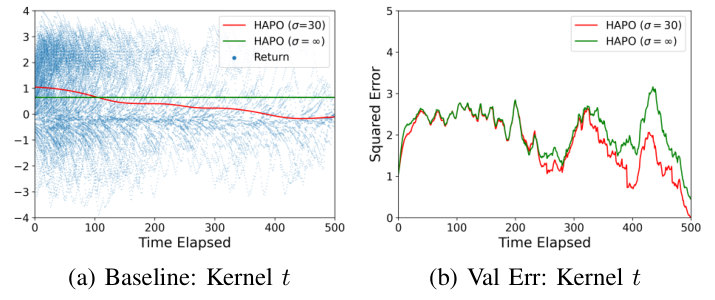 4
3
2
1
0
−1
−2
−3
−4
0 100 200 300 400 500
Time Elapsed
HAPO (σ=30)
HAPO (σ = ∞)
Return
(a) Baseline: Kernel t
Squared Error
5
4
3
2
1
0
0 100 200 300 400 500
Time Elapsed
HAPO (σ=30)
HAPO (σ = ∞)
(b) Val Err: Kernel t